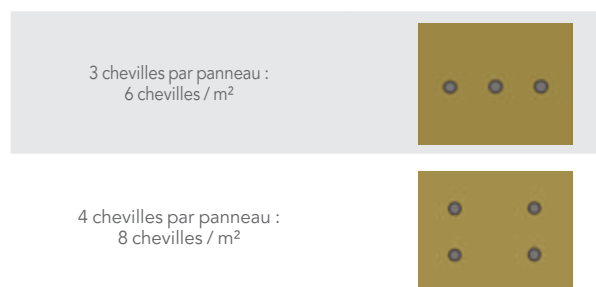 3 chevilles par panneau :
6 chevilles / m²
4 chevilles par panneau :
8 chevilles / m²